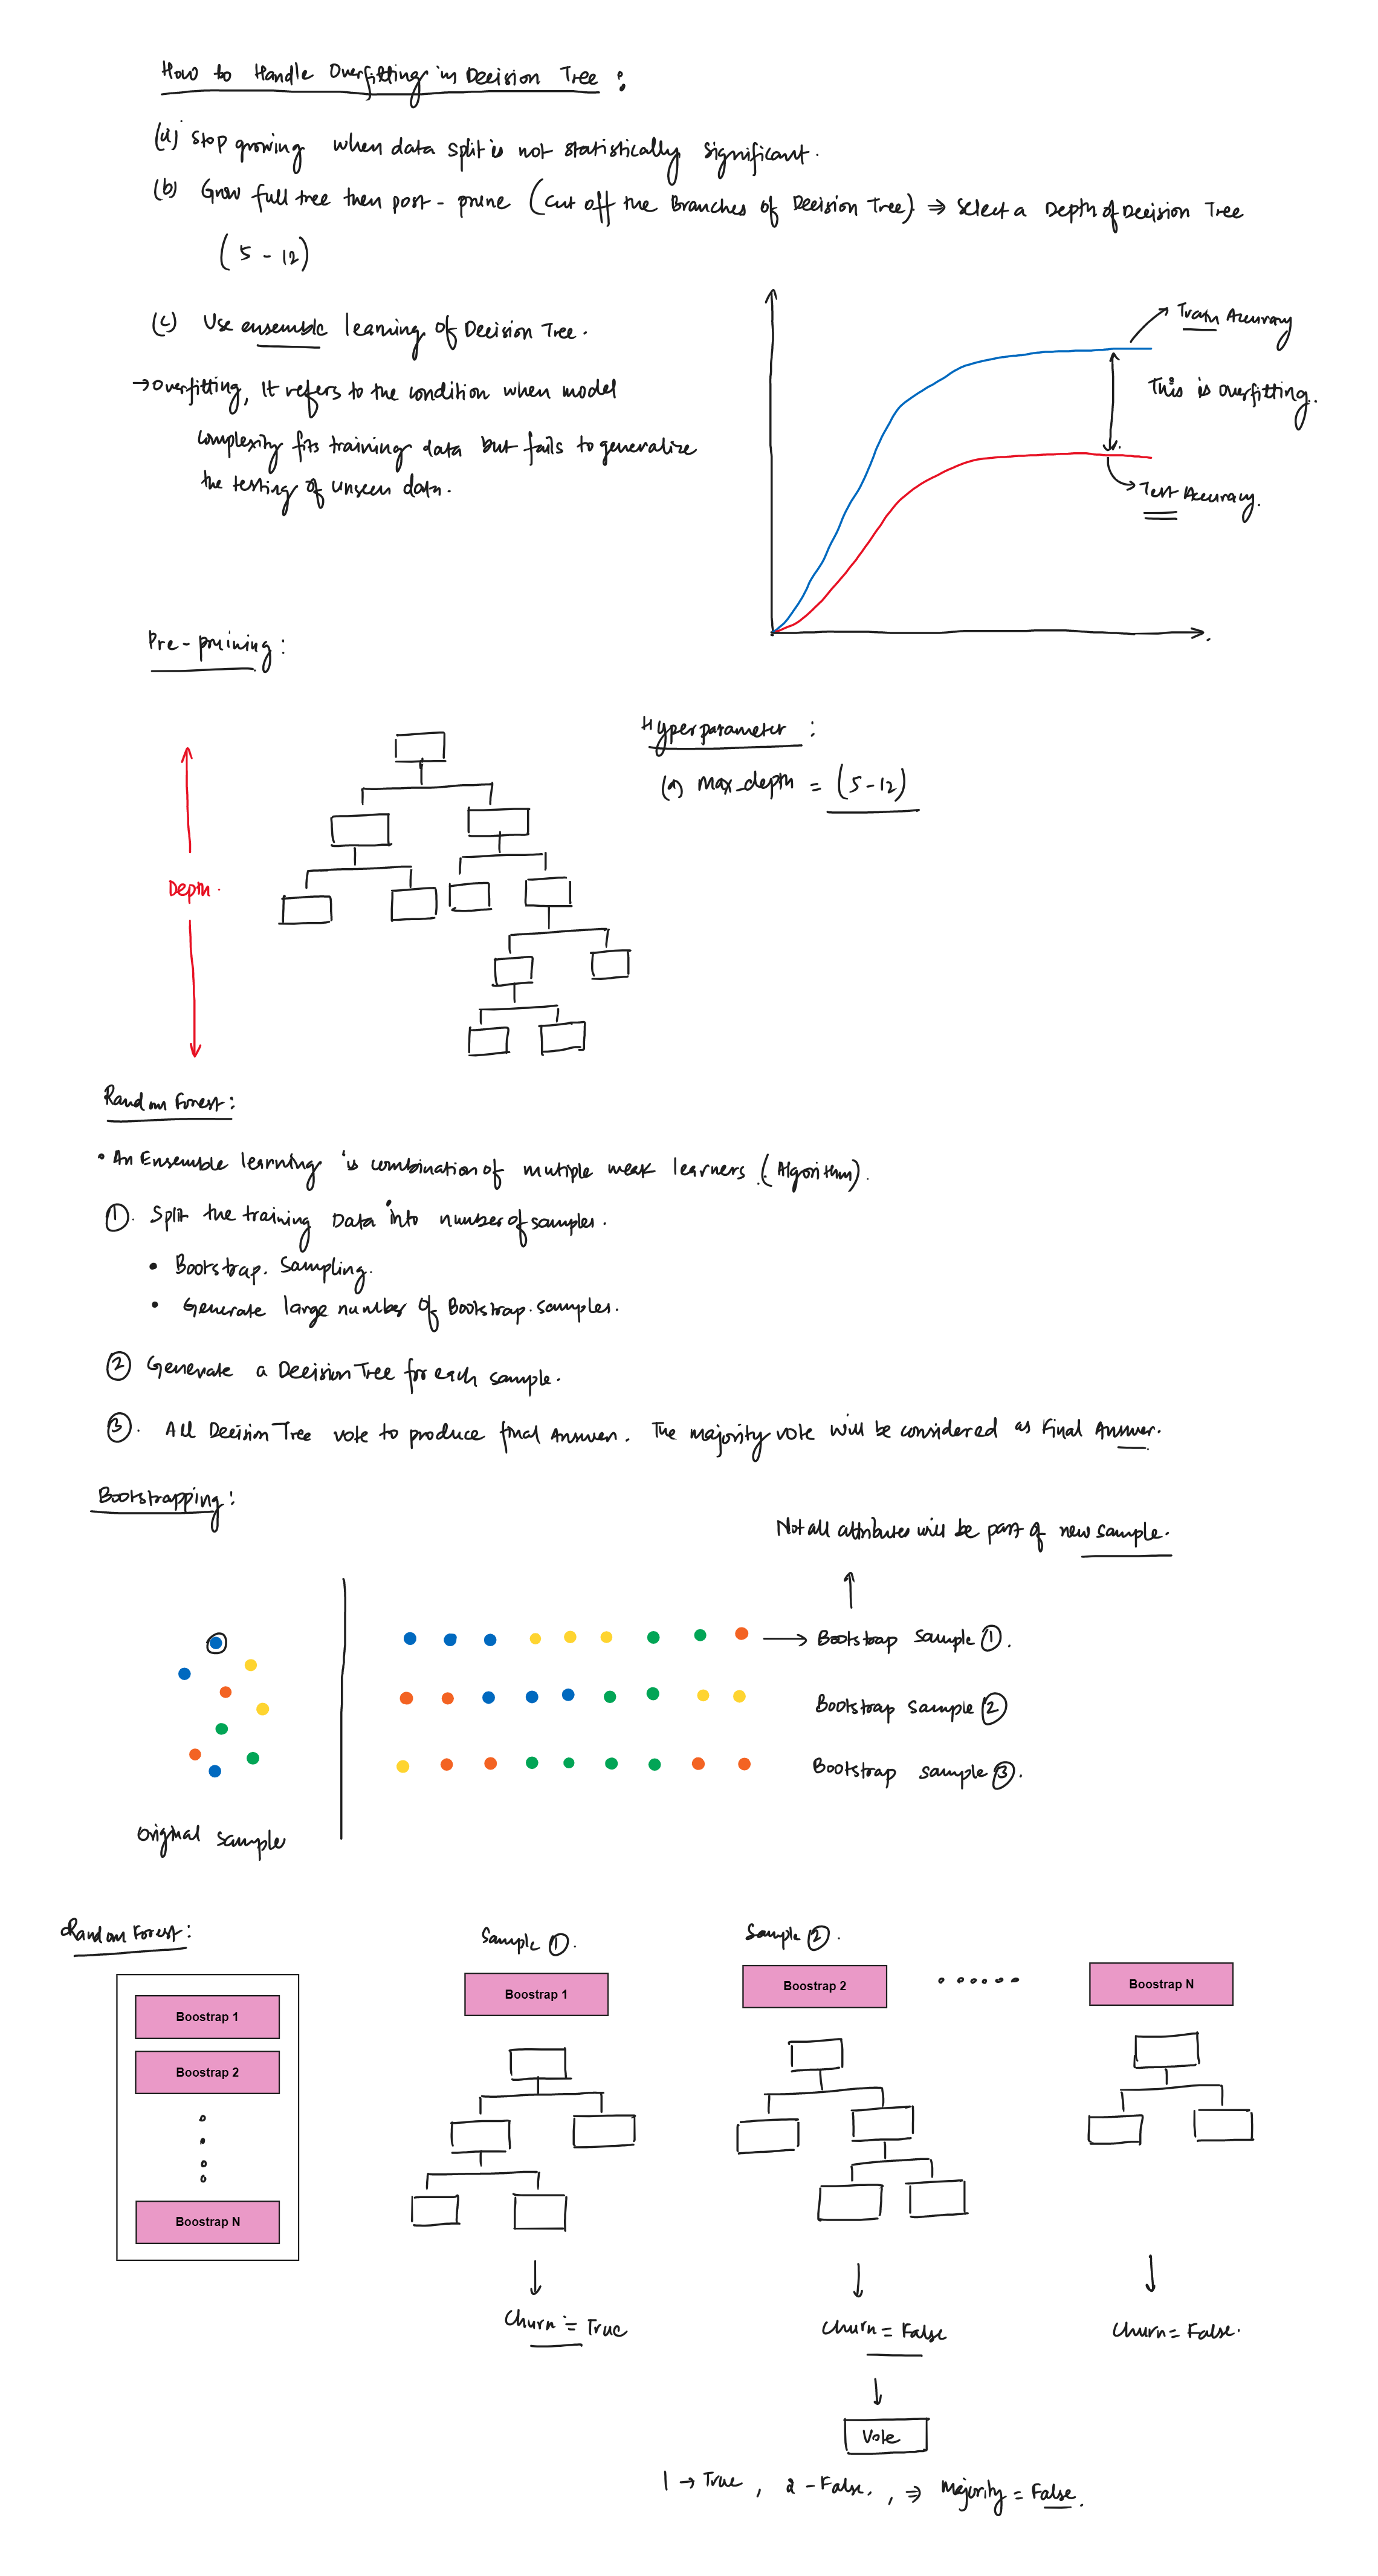 How to Handle Overfitting in Decision Tree :
(a) Stop growing when data split is not statistically significant.
(b) Grow full tree then post - prune (cut off the Branches of Decision Tree) ⇒ Select a Depth of Decision Tree
(5 - 12)
(c) Use ensemble learning of Decision Tree.
→ Overfitting, It refers to the condition when model
complexity fits training data but fails to generalize
the testing of unseen data.
Train Accuracy
This is overfitting.
Test Accuracy.
Pre - pruining :
Depth.
Hyperparameter :
(a) max_depth = (5 - 12)
Random Forest :
• An Ensemble learning is combination of mutiple weak learners. (Algorithm).
①. Split the training Data into number of samples.
• Bootstrap. Sampling.
• Generate large number of Bootstrap. samples.
② Generate a Decision Tree for each sample.
③. All Decision Tree vote to produce final Answer. The majority vote will be considered as Final Answer.
Bootstrapping :
Not all attributes will be part of new sample.
→ Bootstrap Sample ①.
Bootstrap Sample ②
Bootstrap Sample ③.
Original Sample
Random Forest :
Sample ①.
Sample ②.
Boostrap 1
Boostrap 2
Boostrap N
Boostrap 1
Boostrap 2
Boostrap N
Churn = True
Churn = False
Churn = False.
Vote
1 → True, 2 - False., ⇒ Majority = False.